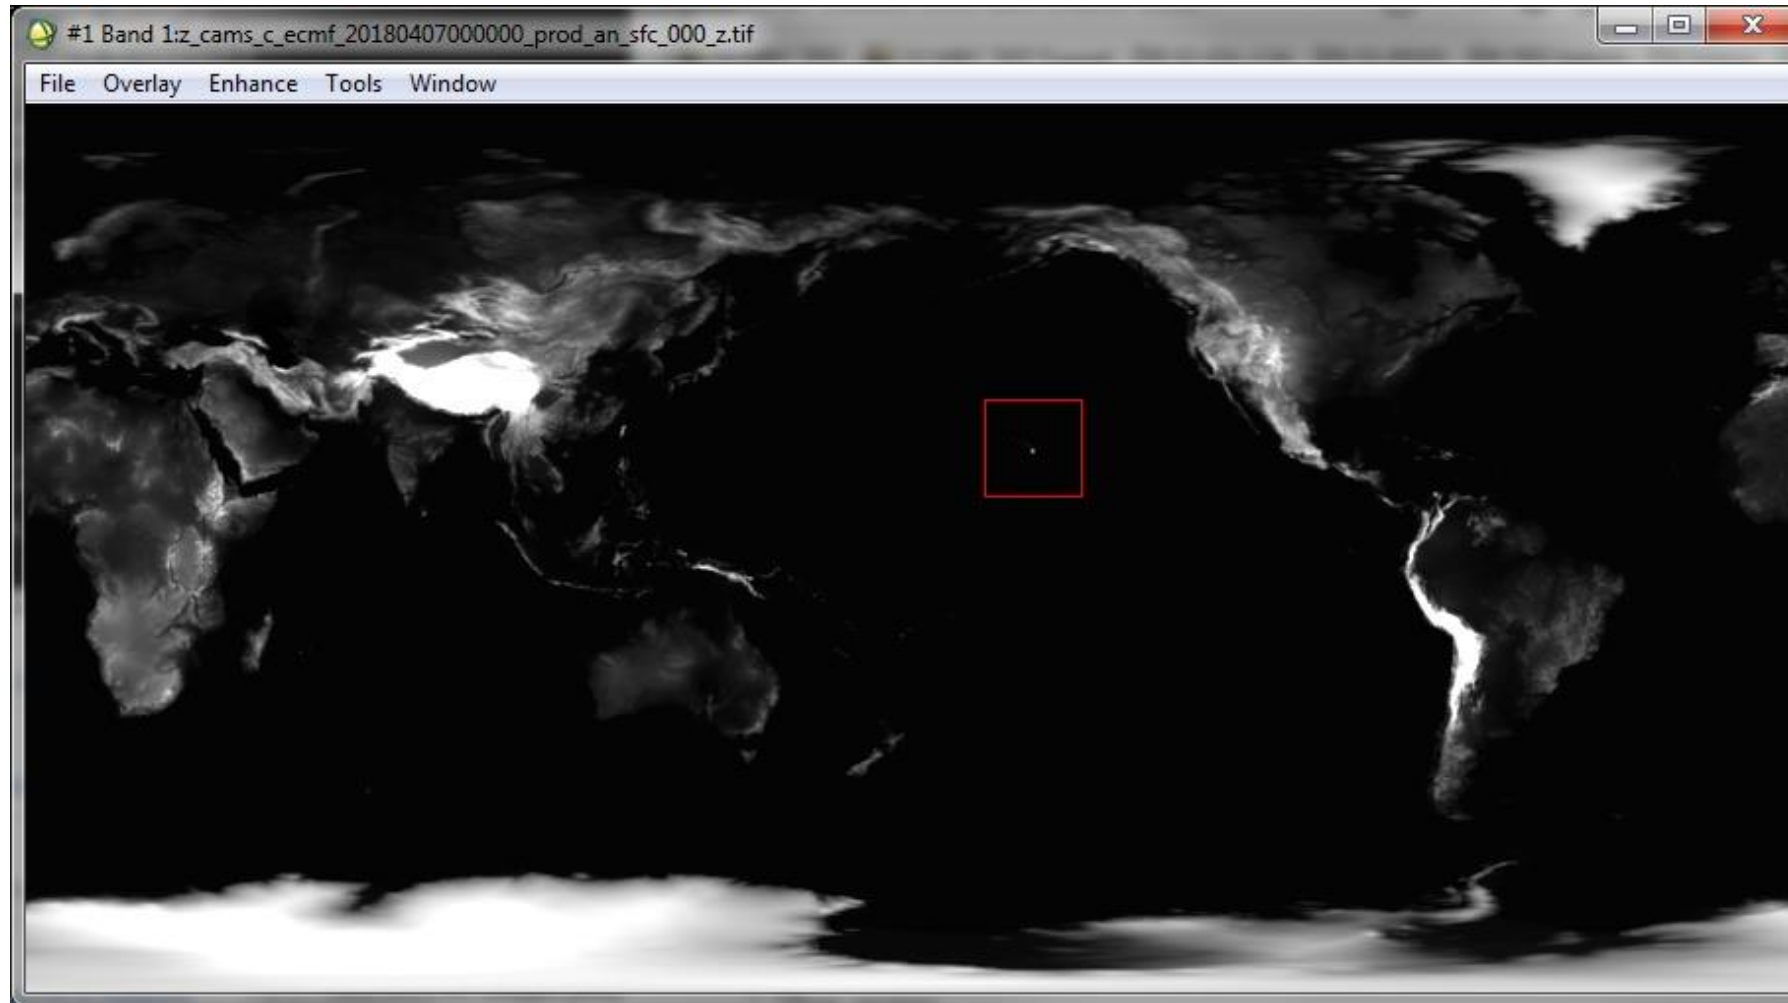 #1 Band 1:z_cams_c_ecmf_20180407000000_prod_an_sfc_000_z.tif
File Overlay Enhance Tools Window